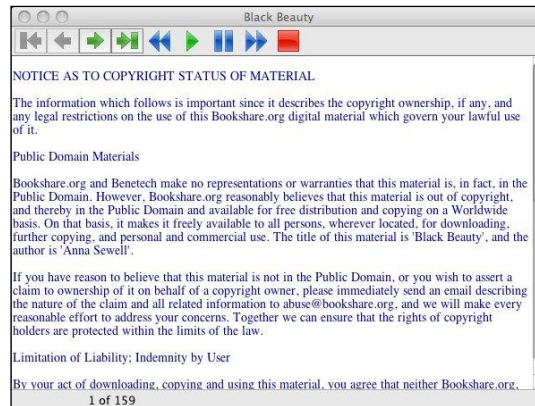 Black Beauty
NOTICE AS TO COPYRIGHT STATUS OF MATERIAL
The information which follows is important since it describes the copyright ownership, if any, and
any legal restrictions on the use of this Bookshare.org digital material which govern your lawful use
of it.
Public Domain Materials
Bookshare.org and Benetech make no representations or warranties that this material is, in fact, in the
Public Domain. However, Bookshare.org reasonably believes that this material is out of copyright,
and thereby in the Public Domain and available for free distribution and copying on a Worldwide
basis. On that basis, it makes it freely available to all persons, wherever located, for downloading,
further copying, and personal and commercial use. The title of this material is 'Black Beauty', and the
author is 'Anna Sewell'.
If you have reason to believe that this material is not in the Public Domain, or you wish to assert a
claim to ownership of it on behalf of a copyright owner, please immediately send an email describing
the nature of the claim and all related information to abuse@bookshare.org, and we will make every
reasonable effort to address your concerns. Together we can ensure that the rights of copyright
holders are protected within the limits of the law.
Limitation of Liability; Indemnity by User
By your act of downloading, copying and using this material, you agree that neither Bookshare.org,
1 of 159